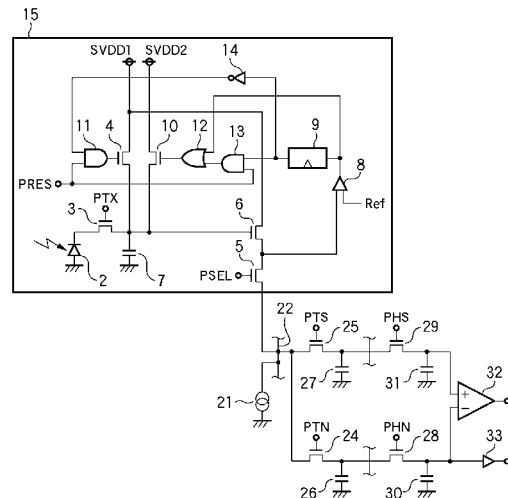 15
SVDD1 SVDD2
14
11 4 10 12 13 9
8
PRES
PTX
Ref
3
6
5
2
7
PSEL
22 PTS 25 PHS 29
27 31
32
21
PTN 24 PHN 28
33
26 30
+
−